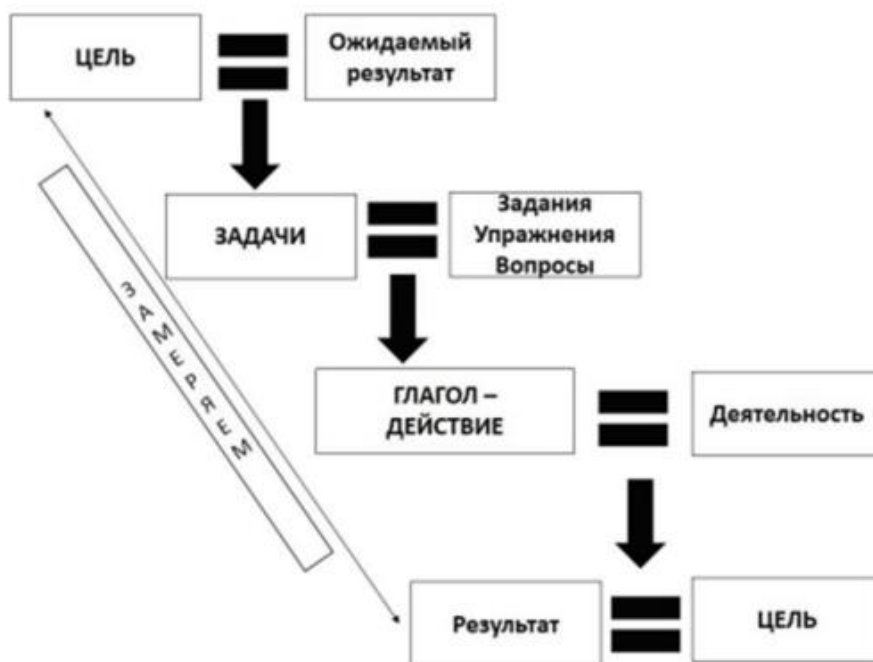 ЦЕЛЬ
Ожидаемый
результат
ЗАДАЧИ
Задания
Упражнения
Вопросы
ЗАМЕРЯЕМ
ГЛАГОЛ –
ДЕЙСТВИЕ
Деятельность
Результат
ЦЕЛЬ